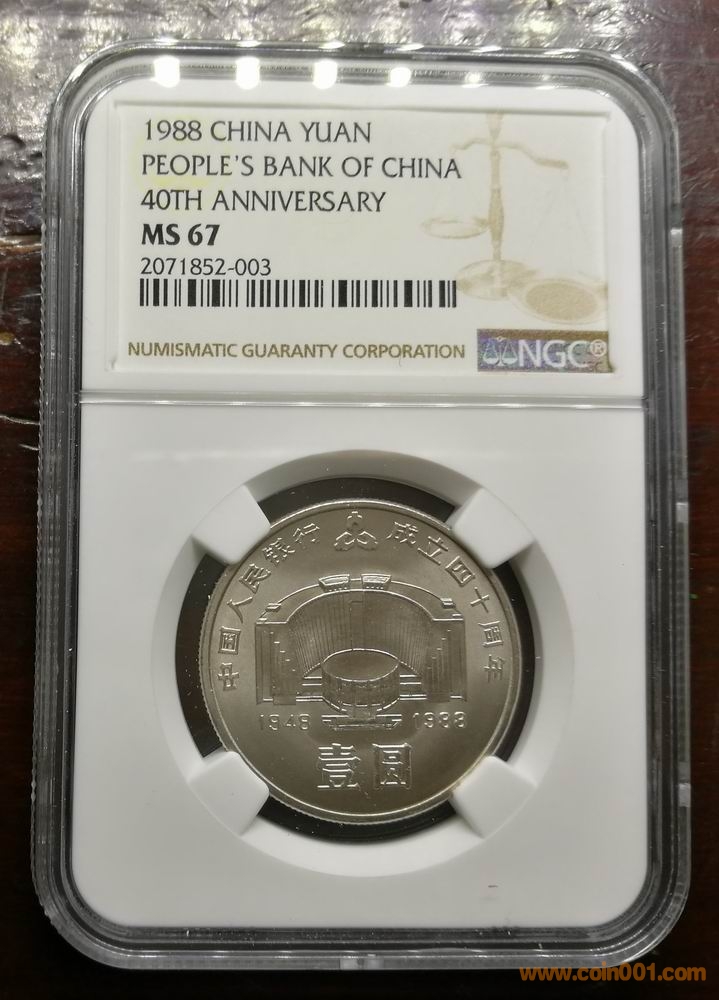 1988 CHINA YUAN
PEOPLE'S BANK OF CHINA
40TH ANNIVERSARY
MS 67
2071852-003
NUMISMATIC GUARANTY CORPORATION
NGC®
中国人民银行 成立四十周年
1948 1988
壹圆
www.coin001.com